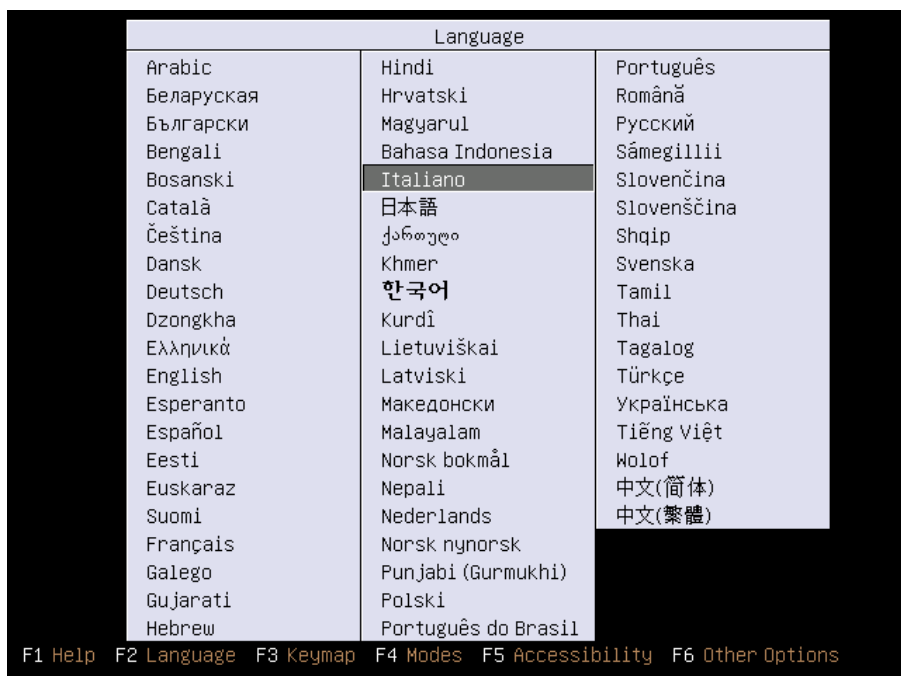 Language
Arabic
Беларуская
Български
Bengali
Bosanski
Català
Čeština
Dansk
Deutsch
Dzongkha
Ελληνικά
English
Esperanto
Español
Eesti
Euskaraz
Suomi
Français
Galego
Gujarati
Hebrew
Hindi
Hrvatski
Magyarul
Bahasa Indonesia
Italiano
日本語
ქართული
Khmer
한국어
Kurdî
Lietuviškai
Latviski
Македонски
Malayalam
Norsk bokmål
Nepali
Nederlands
Norsk nynorsk
Punjabi (Gurmukhi)
Polski
Português do Brasil
Português
Română
Русский
Sámegillii
Slovenčina
Slovenščina
Shqip
Svenska
Tamil
Thai
Tagalog
Türkçe
Українська
Tiếng Việt
Wolof
中文(简体)
中文(繁體)
F1 Help F2 Language F3 Keymap F4 Modes F5 Accessibility F6 Other Options